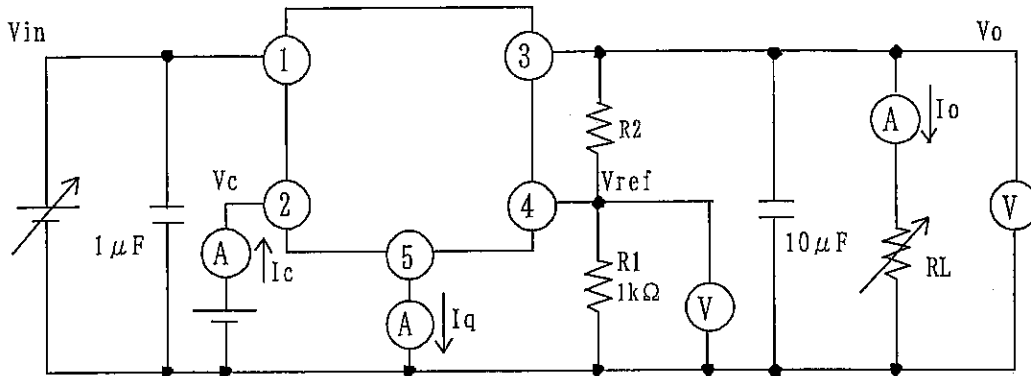 Vin
1
3
Vo
A
Io
R2
Vc
2
4
Vref
V
1μF
A
Ic
5
R1
1kΩ
10μF
RL
A
Iq
V